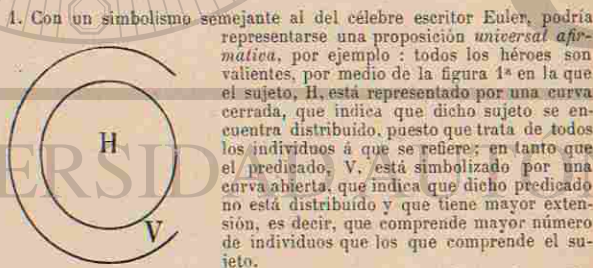 1. Con un simbolismo semejante al del célebre escritor Euler, podría
representarse una proposición universal afir-
mativa, por ejemplo : todos los héroes son
valientes, por medio de la figura 1ª en la que
el sujeto, H, está representado por una curva
cerrada, que indica que dicho sujeto se en-
cuentra distribuído, puesto que trata de todos
los individuos á que se refiere; en tanto que
el predicado, V, está simbolizado por una
curva abierta, que indica que dicho predicado
no está distribuído y que tiene mayor exten-
sión, es decir, que comprende mayor número
de individuos que los que comprende el su-
jeto.
H
V
ERSIDAD AUTÓN